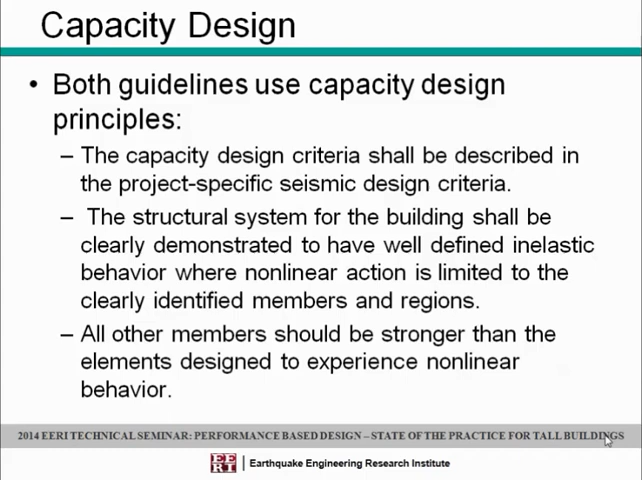 Capacity Design
• Both guidelines use capacity design
principles:
– The capacity design criteria shall be described in
the project-specific seismic design criteria.
– The structural system for the building shall be
clearly demonstrated to have well defined inelastic
behavior where nonlinear action is limited to the
clearly identified members and regions.
– All other members should be stronger than the
elements designed to experience nonlinear
behavior.
2014 EERI TECHNICAL SEMINAR: PERFORMANCE BASED DESIGN – STATE OF THE PRACTICE FOR TALL BUILDINGS
EERI | Earthquake Engineering Research Institute